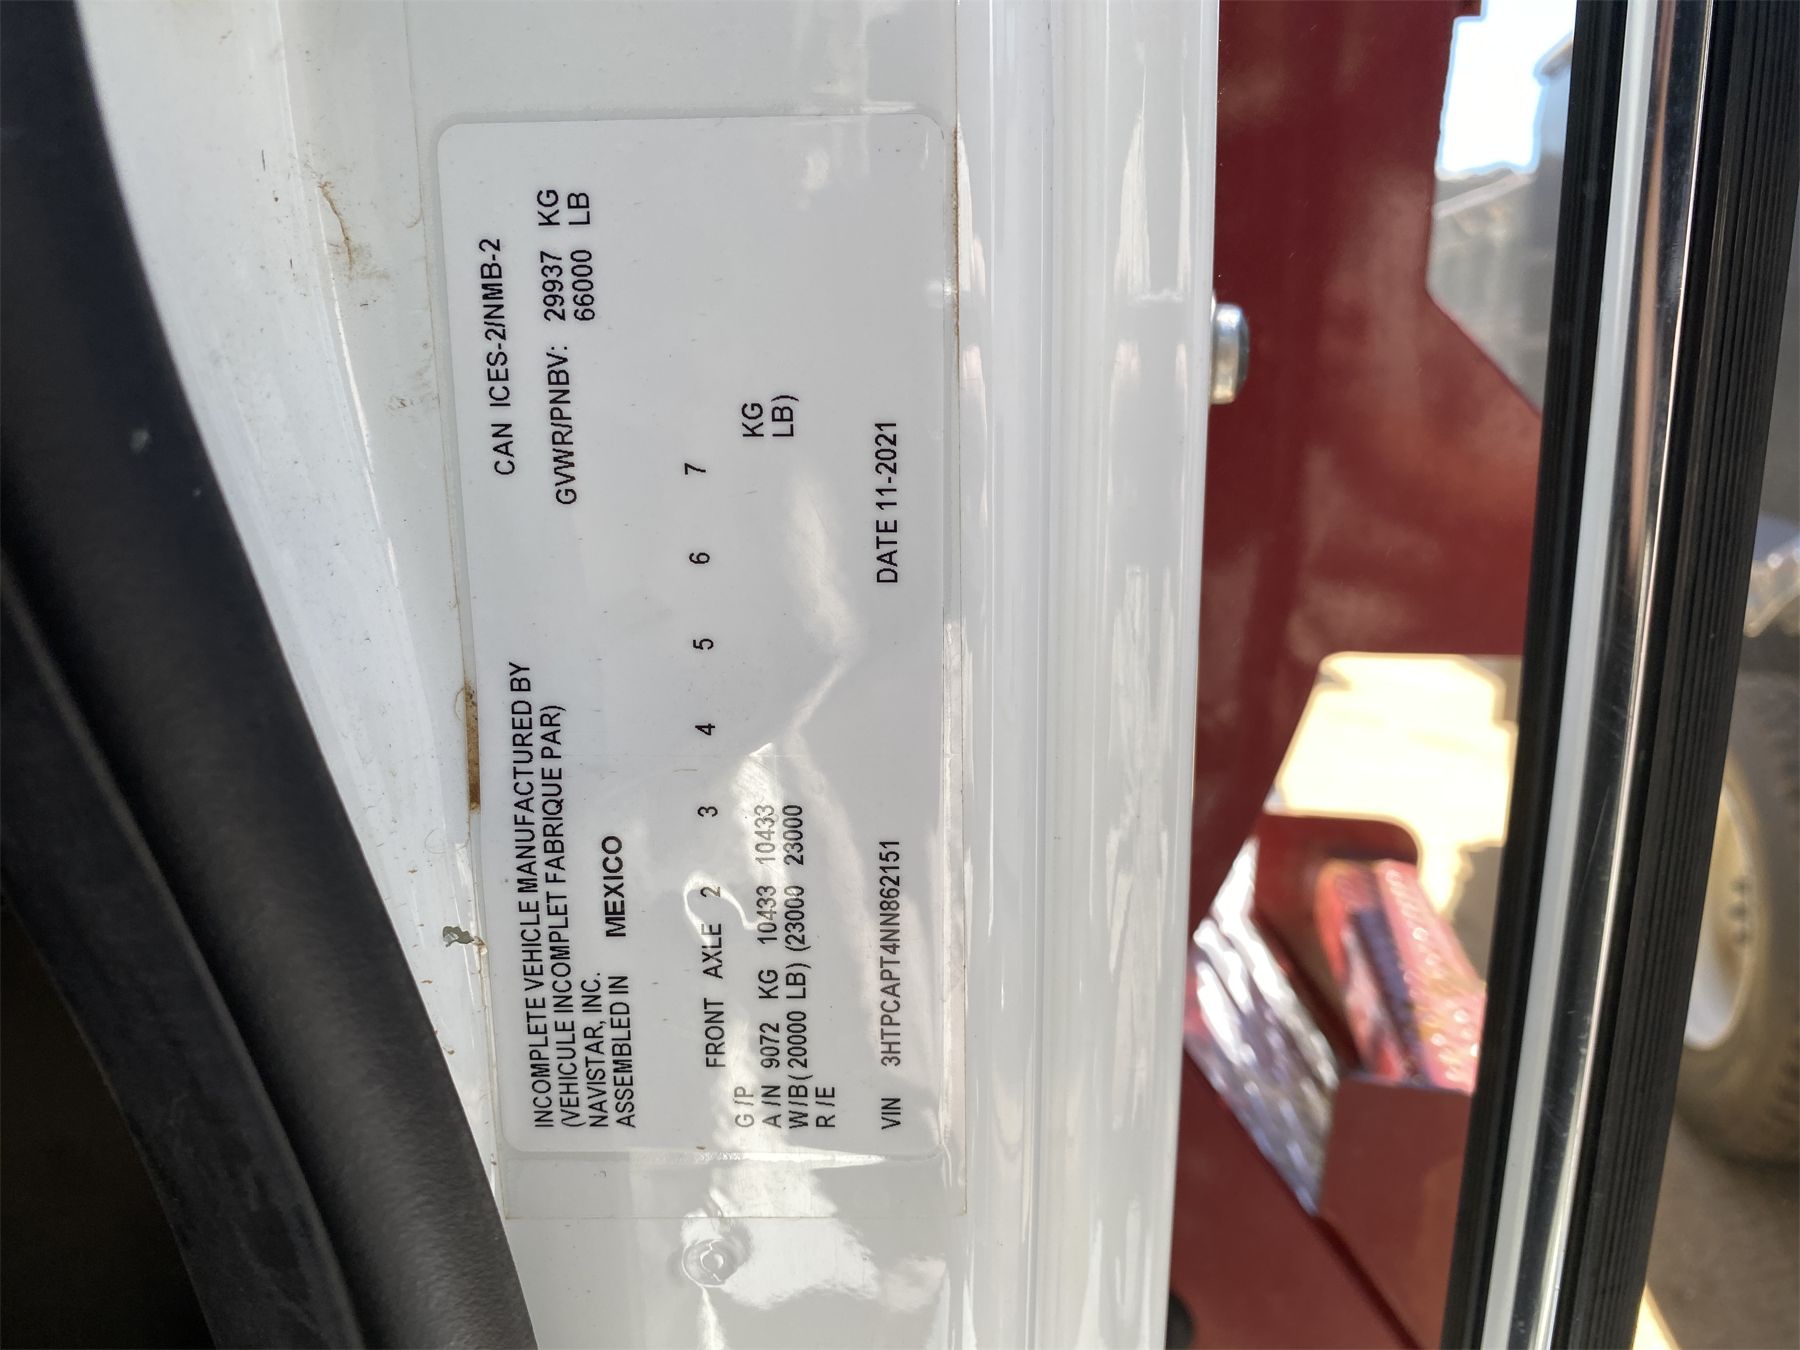 INCOMPLETE VEHICLE MANUFACTURED BY
(VEHICULE INCOMPLET FABRIQUE PAR)
NAVISTAR, INC.
ASSEMBLED IN MEXICO
CAN ICES-2/NMB-2
GVWR/PNBV: 29937 KG
66000 LB
FRONT AXLE 2 3 4 5 6 7
G/P
A/N 9072 KG 10433 10433 KG
W/B( 20000 LB) (23000 23000 LB)
R/E
VIN 3HTPCAPT4NN862151 DATE 11-2021